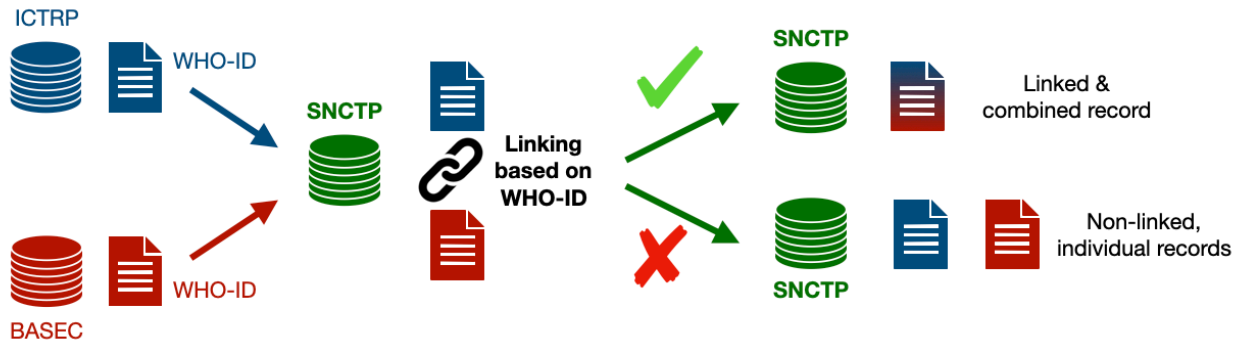 ICTRP
WHO-ID
SNCTP
WHO-ID
BASEC
Linking
based on
WHO-ID
SNCTP
Linked &
combined record
Non-linked,
individual records
SNCTP